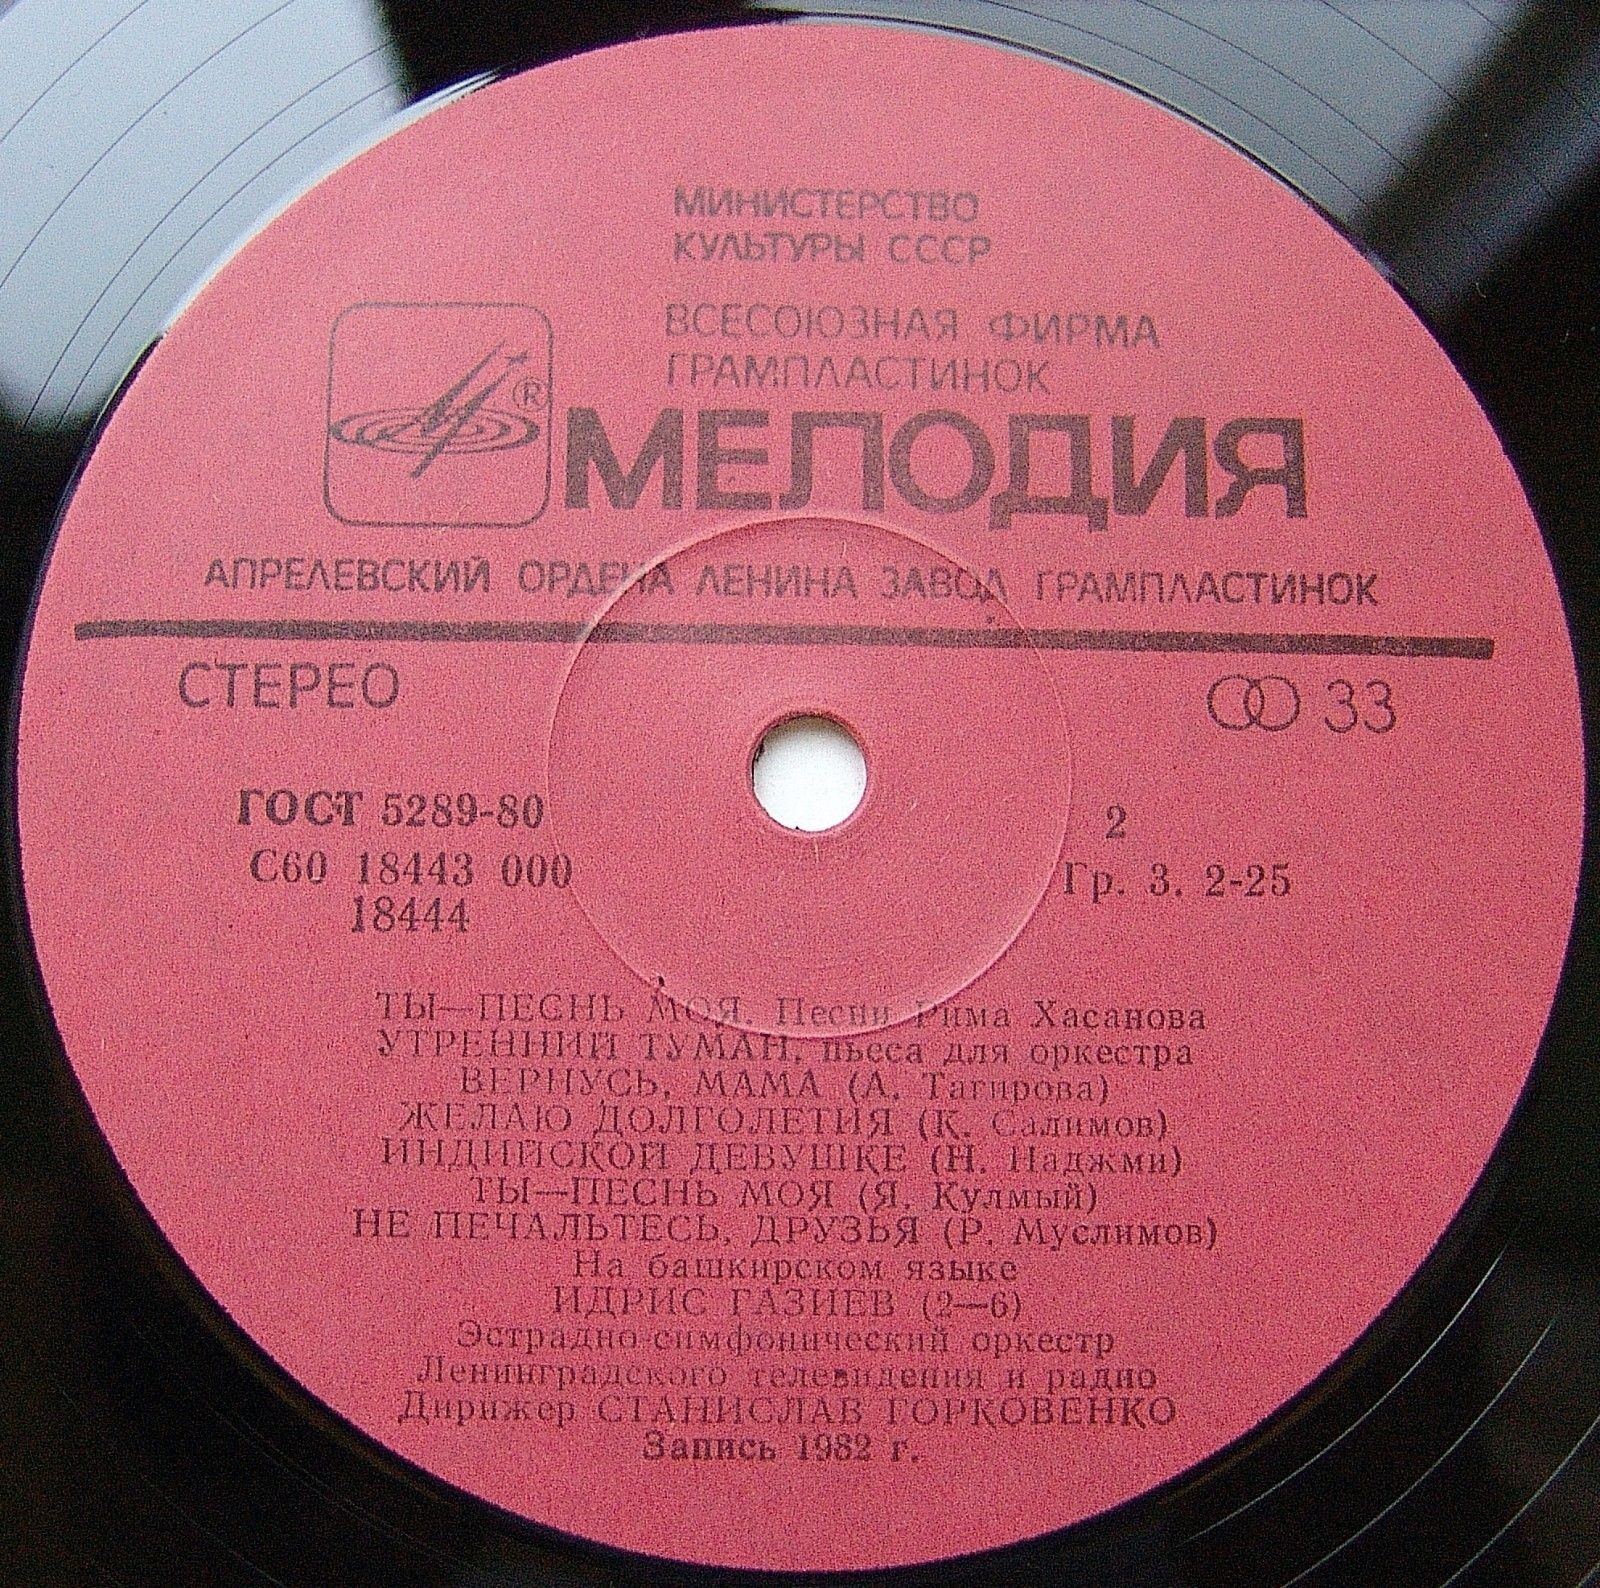 МИНИСТЕРСТВО
КУЛЬТУРЫ СССР
ВСЕСОЮЗНАЯ ФИРМА
ГРАМПЛАСТИНОК
®
МЕЛОДИЯ
АПРЕЛЕВСКИЙ ОРДЕНА ЛЕНИНА ЗАВОД ГРАМПЛАСТИНОК
СТЕРЕО 33
ГОСТ 5289-80 2
С60 18443 000 Гр. 3. 2-25
18444
ТЫ—ПЕСНЬ МОЯ. Песни Рима Хасанова
УТРЕННИЙ ТУМАН, пьеса для оркестра
ВЕРНУСЬ, МАМА (А. Тагирова)
ЖЕЛАЮ ДОЛГОЛЕТИЯ (К. Салимов)
ИНДИЙСКОЙ ДЕВУШКЕ (Н. Наджми)
ТЫ—ПЕСНЬ МОЯ (Я. Кулмый)
НЕ ПЕЧАЛЬТЕСЬ, ДРУЗЬЯ (Р. Муслимов)
На башкирском языке
ИДРИС ГАЗИЕВ (2—6)
Эстрадно-симфонический оркестр
Ленинградского телевидения и радио
Дирижер СТАНИСЛАВ ГОРКОВЕНКО
Запись 1982 г.